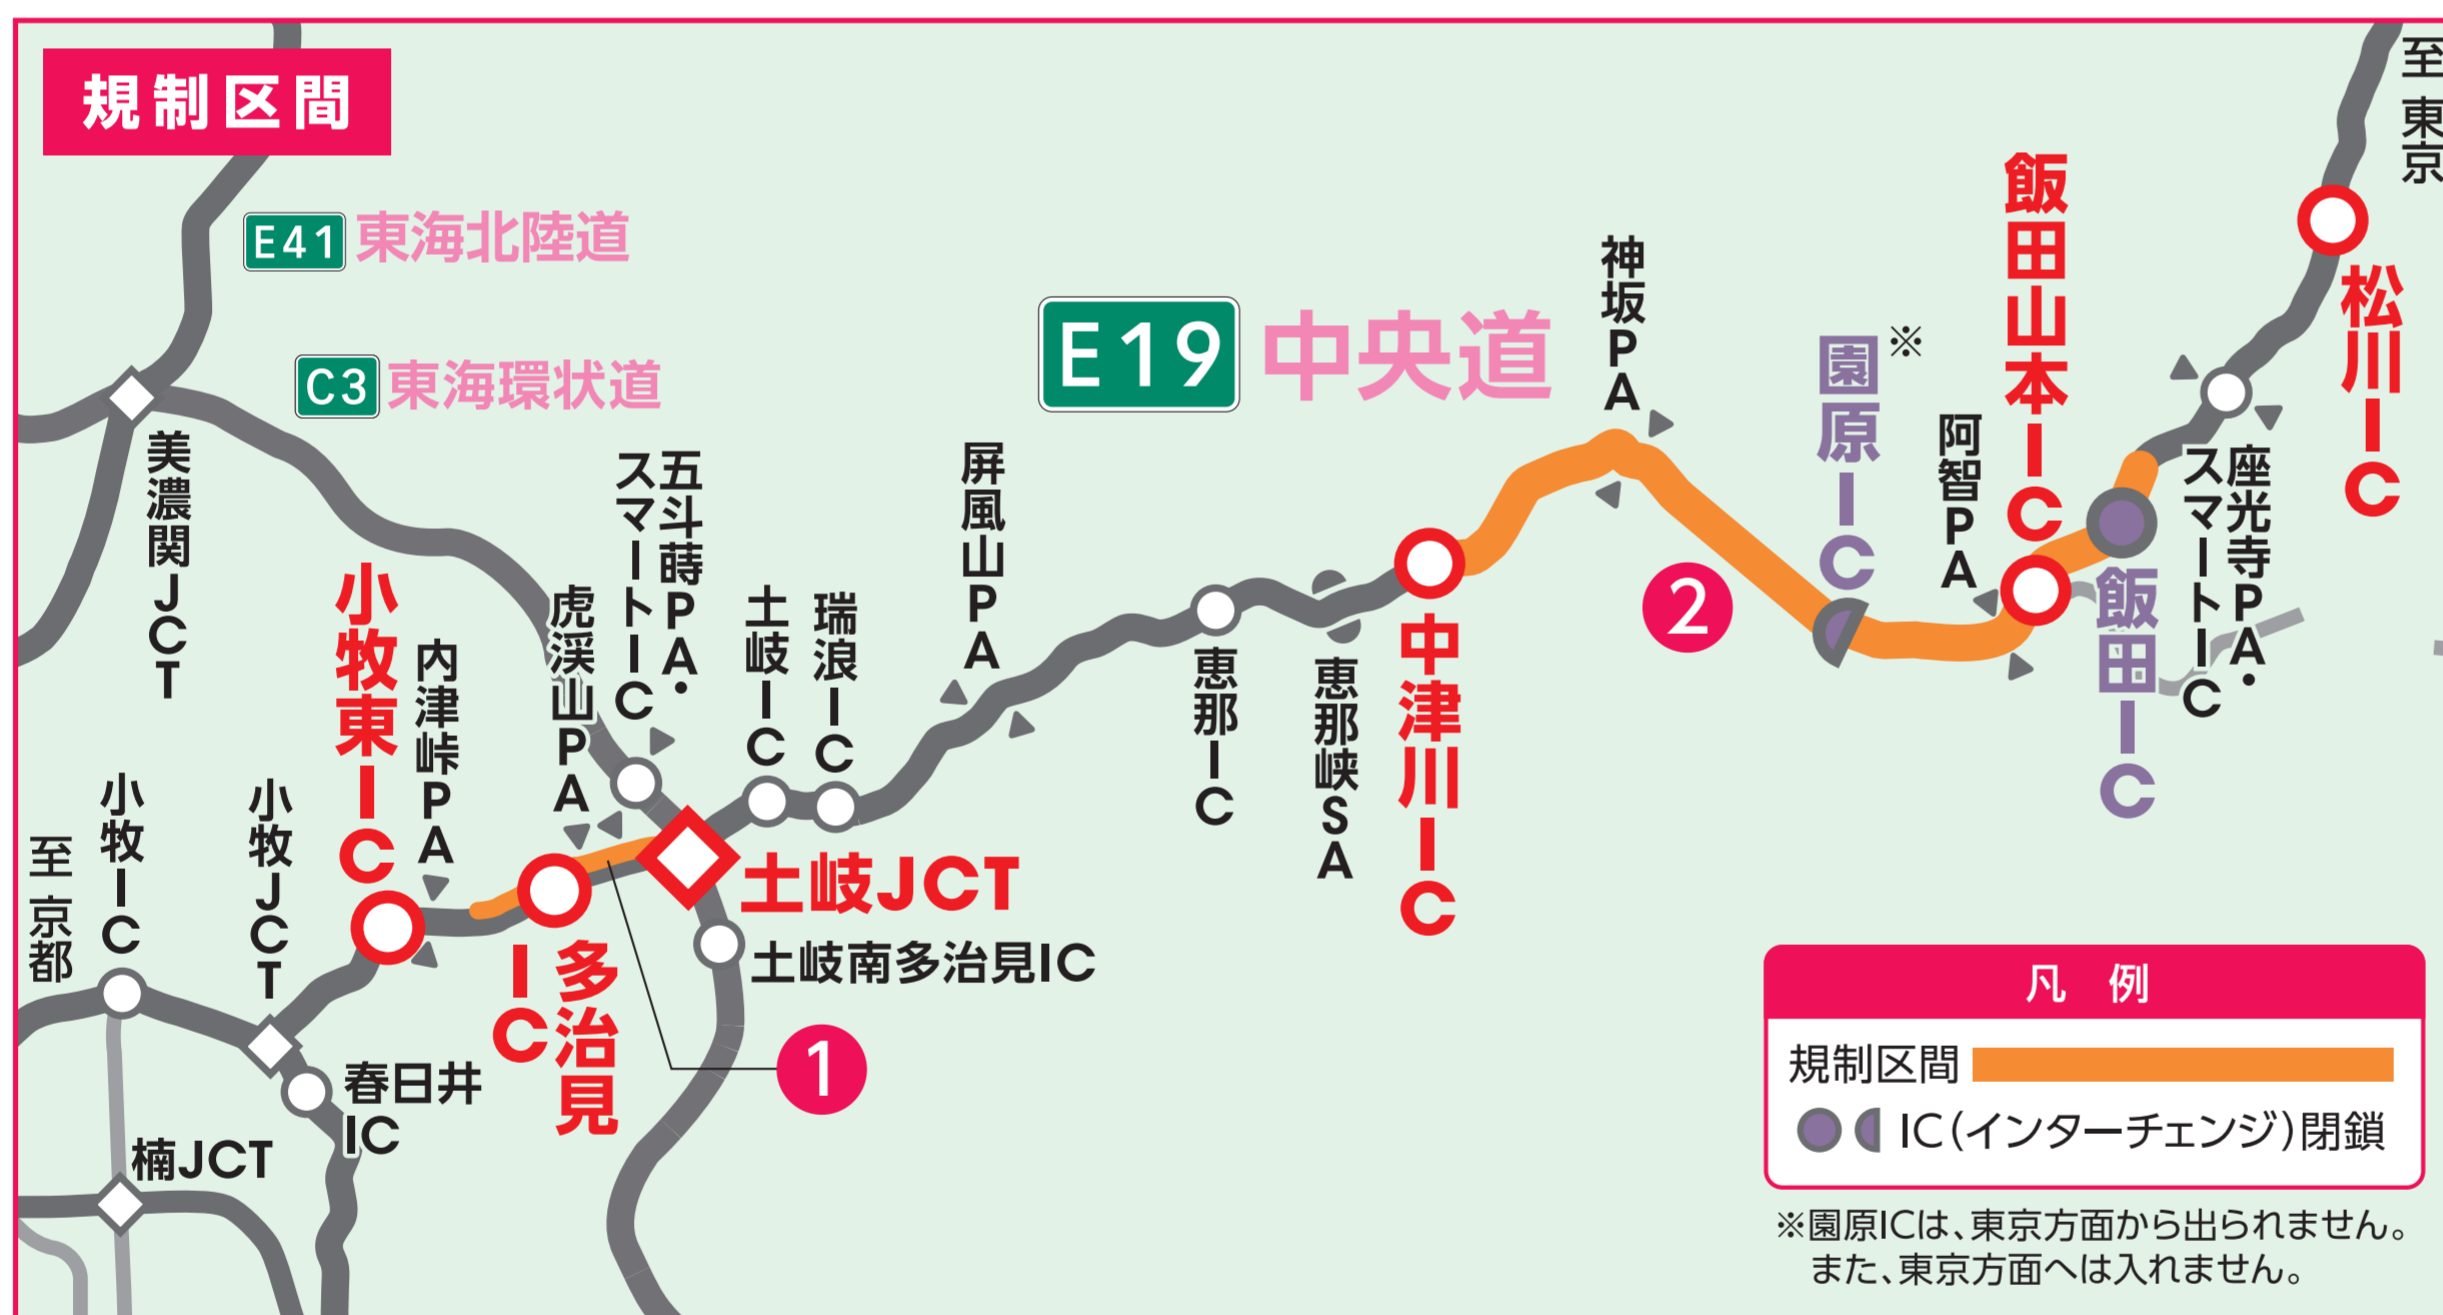 規制区間
E41 東海北陸道
C3 東海環状道
E19 中央道
至 東京
松川IC
座光寺PA・
スマートIC
飯田IC
飯田山本IC
阿智PA
※
園原IC
神坂PA
2
中津川IC
恵那峡SA
恵那IC
屏風山PA
瑞浪IC
土岐IC
五斗蒔PA・
スマートIC
虎渓山PA
土岐JCT
土岐南多治見IC
1
多治見
IC
内津峠PA
小牧東IC
美濃関JCT
小牧JCT
小牧IC
至 京都
春日井
IC
楠JCT
凡 例
規制区間
IC(インターチェンジ)閉鎖
※園原ICは、東京方面から出られません。
また、東京方面へは入れません。